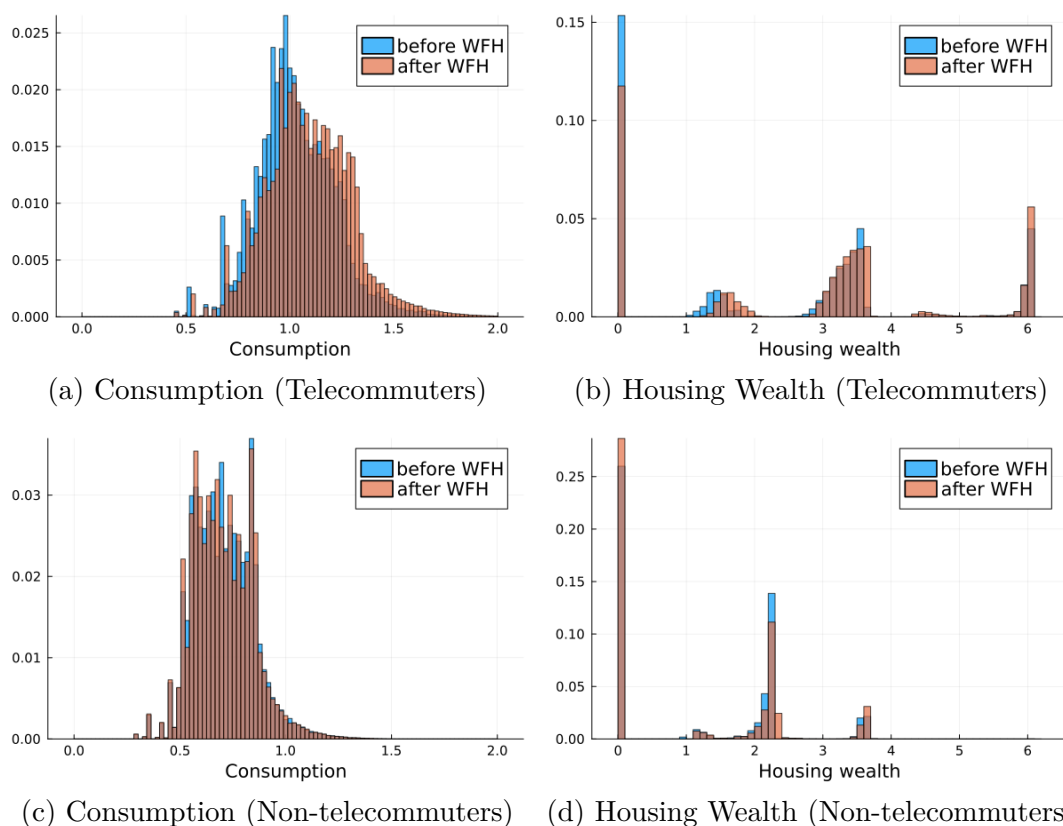 0.025
0.020
0.015
0.010
0.005
0.000
before WFH
after WFH
0.0 0.5 1.0 1.5 2.0
Consumption
(a) Consumption (Telecommuters)
0.15
0.10
0.05
0.00
before WFH
after WFH
0 1 2 3 4 5 6
Housing wealth
(b) Housing Wealth (Telecommuters)
0.03
0.02
0.01
0.00
before WFH
after WFH
0.0 0.5 1.0 1.5 2.0
Consumption
(c) Consumption (Non-telecommuters)
0.25
0.20
0.15
0.10
0.05
0.00
before WFH
after WFH
0 1 2 3 4 5 6
Housing wealth
(d) Housing Wealth (Non-telecommuters